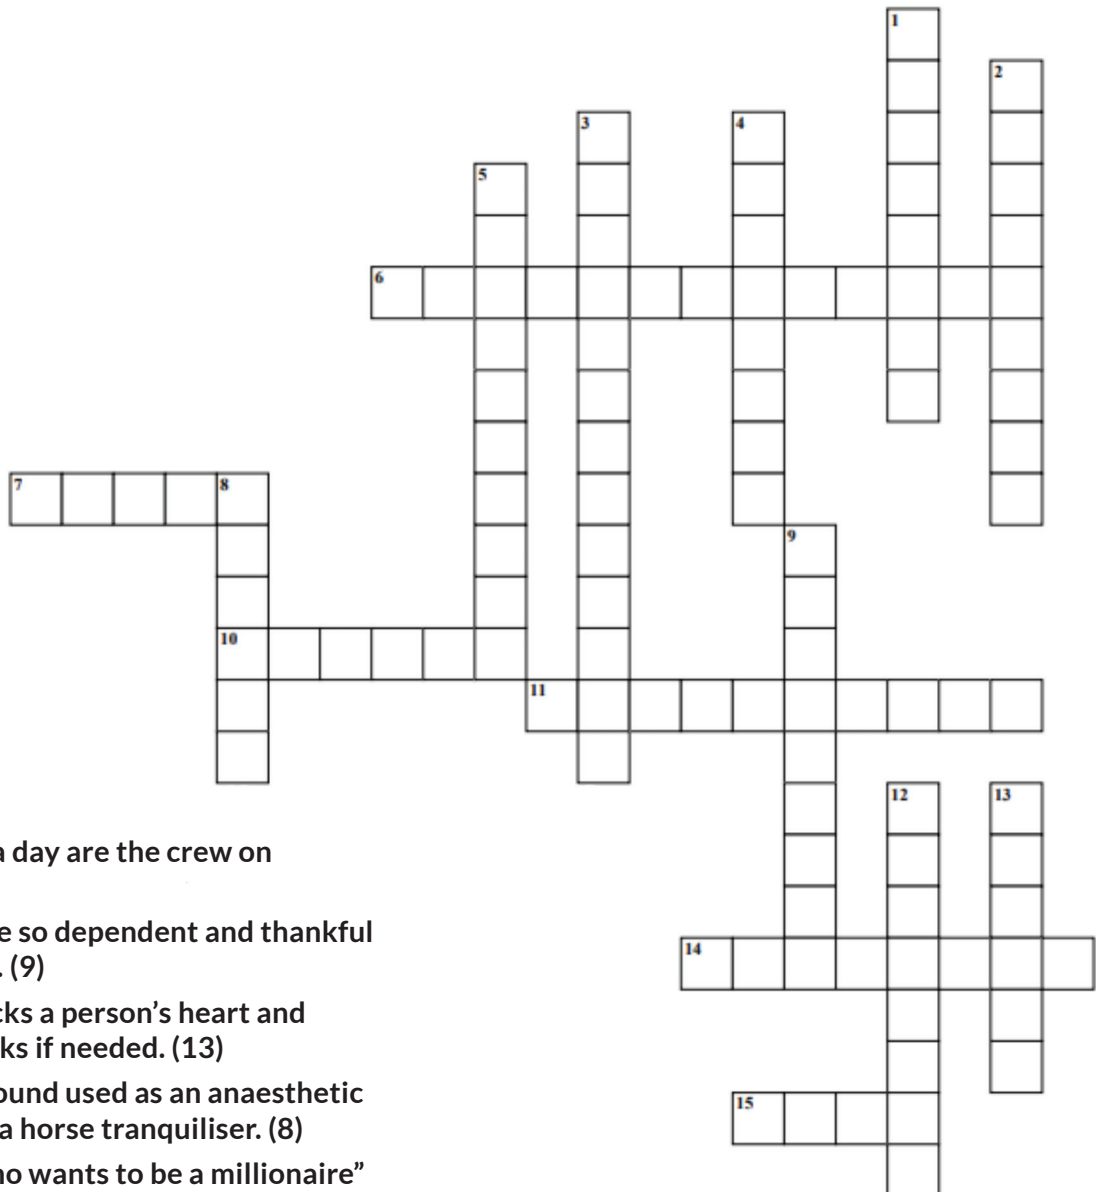 1
2
3
4
5
6
7
8
9
10
11
12
13
a day are the crew on
14
e so dependent and thankful
. (9)
cks a person’s heart and
ks if needed. (13)
ound used as an anaesthetic
15
a horse tranquiliser. (8)
no wants to be a millionaire”